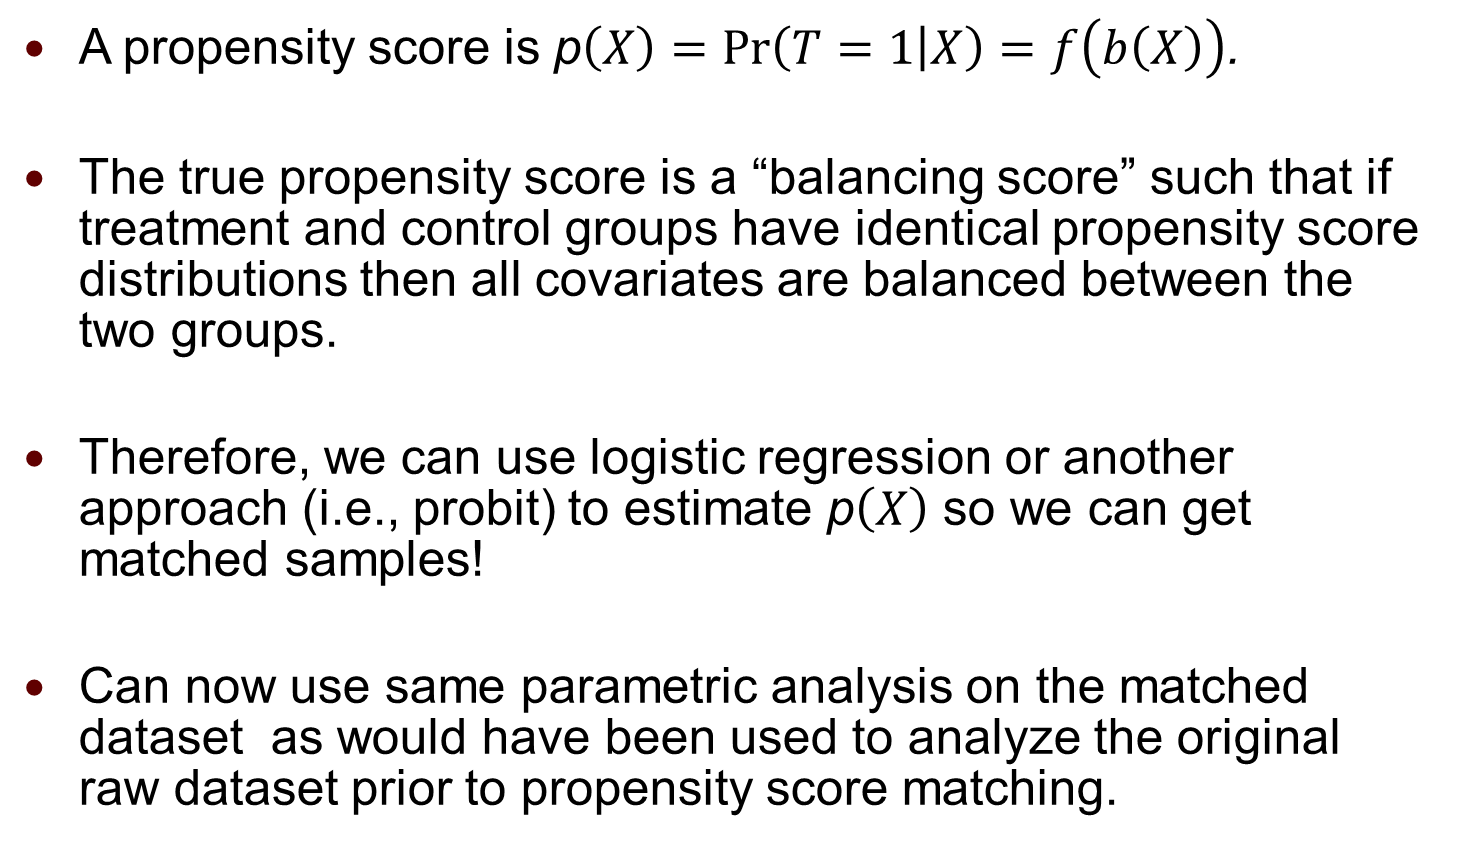 • A propensity score is p(X) = Pr(T = 1|X) = f(b(X)).
• The true propensity score is a “balancing score” such that if
treatment and control groups have identical propensity score
distributions then all covariates are balanced between the
two groups.
• Therefore, we can use logistic regression or another
approach (i.e., probit) to estimate p(X) so we can get
matched samples!
• Can now use same parametric analysis on the matched
dataset  as would have been used to analyze the original
raw dataset prior to propensity score matching.